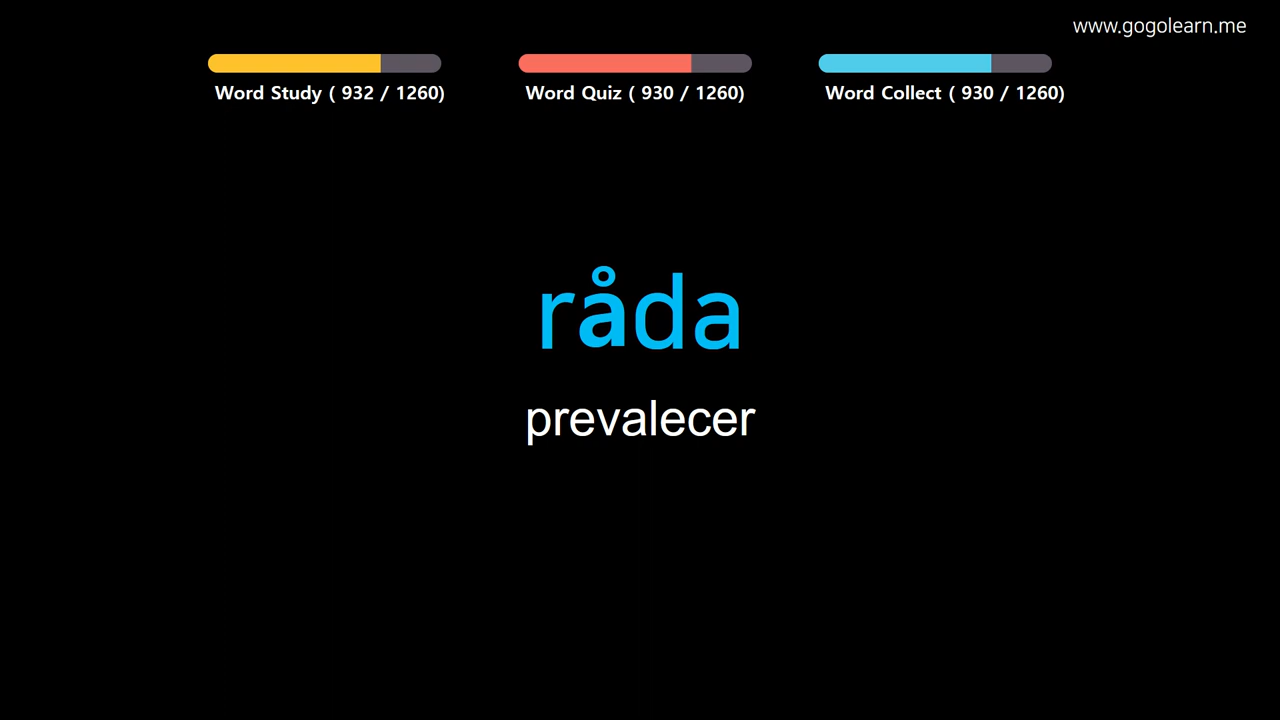 www.gogolearn.me
Word Study ( 932 / 1260)
Word Quiz ( 930 / 1260)
Word Collect ( 930 / 1260)
råda
prevalecer